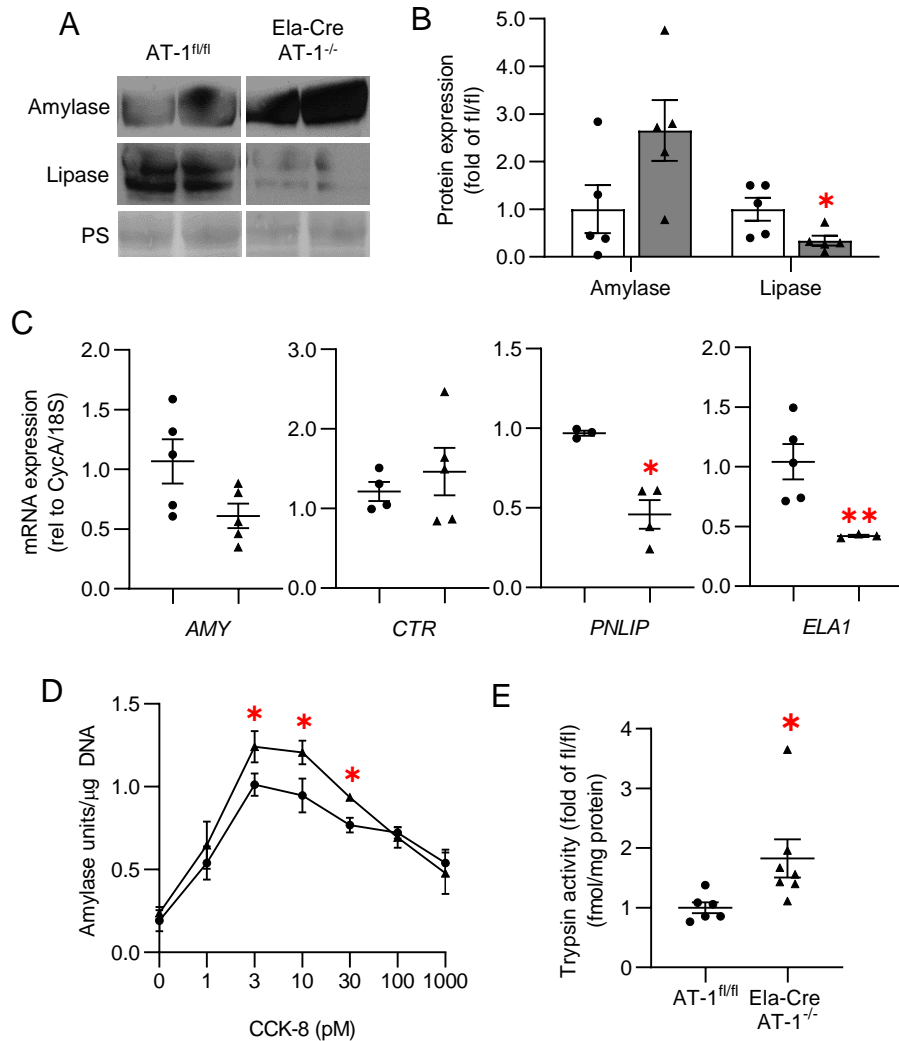 A
AT-1fl/fl
Ela-Cre
AT-1-/-
Amylase
Lipase
PS
B
Protein expression
(fold of fl/fl)
5.0
4.0
3.0
2.0
1.0
0.0
*
Amylase
Lipase
C
mRNA expression
(rel to CycA/18S)
2.0
1.5
1.0
0.5
0.0
AMY
3.0
2.0
1.0
0.0
CTR
1.5
1.0
0.5
0.0
*
PNLIP
2.0
1.5
1.0
0.5
0.0
**
ELA1
D
Amylase units/μg DNA
1.5
1.0
0.5
0.0
* * *
0 1 3 10 30 100 1000
CCK-8 (pM)
E
Trypsin activity (fold of fl/fl)
(fmol/mg protein)
4
3
2
1
0
*
AT-1fl/fl
Ela-Cre
AT-1-/-